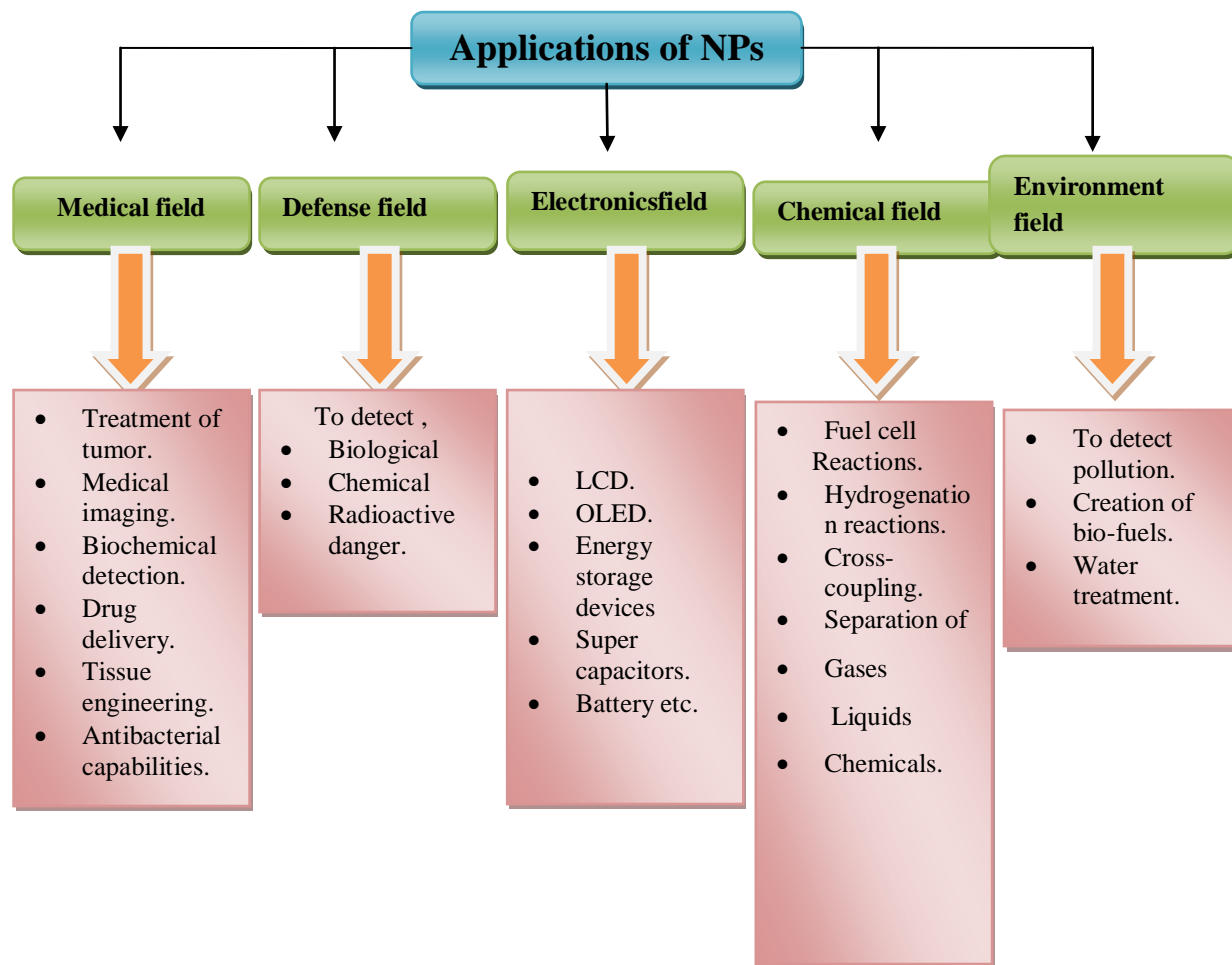 Applications of NPs
Medical field
Defense field
Electronicsfield
Chemical field
Environment
field
• Treatment of
tumor.
• Medical
imaging.
• Biochemical
detection.
• Drug
delivery.
• Tissue
engineering.
• Antibacterial
capabilities.
To detect ,
• Biological
• Chemical
• Radioactive
danger.
• LCD.
• OLED.
• Energy
storage
devices
• Super
capacitors.
• Battery etc.
• Fuel cell
Reactions.
• Hydrogenatio
n reactions.
• Cross-
coupling.
• Separation of
• Gases
• Liquids
• Chemicals.
• To detect
pollution.
• Creation of
bio-fuels.
• Water
treatment.